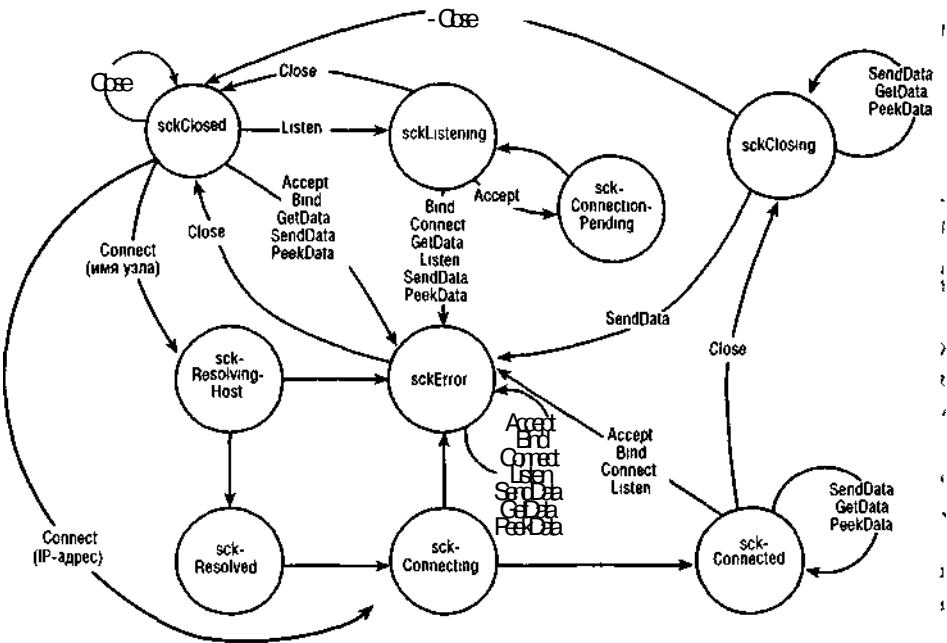 - Close
Close
Close
SendData
GetData
PeekData
sckClosed
Listen
sckListening
sckClosing
Accept
Bind
GetData
SendData
PeekData
Accept
sck-
Connection-
Pending
Bind
Connect
GetData
Listen
SendData
PeekData
Close
Connect
(имя узла)
SendData
Close
sck-
Resolving-
Host
sckError
Accept
Bind
Connect
Listen
SendData
GetData
PeekData
Accept
Bind
Connect
Listen
SendData
GetData
PeekData
Connect
(IP-адрес)
sck-
Resolved
sck-
Connecting
sck-
Connected